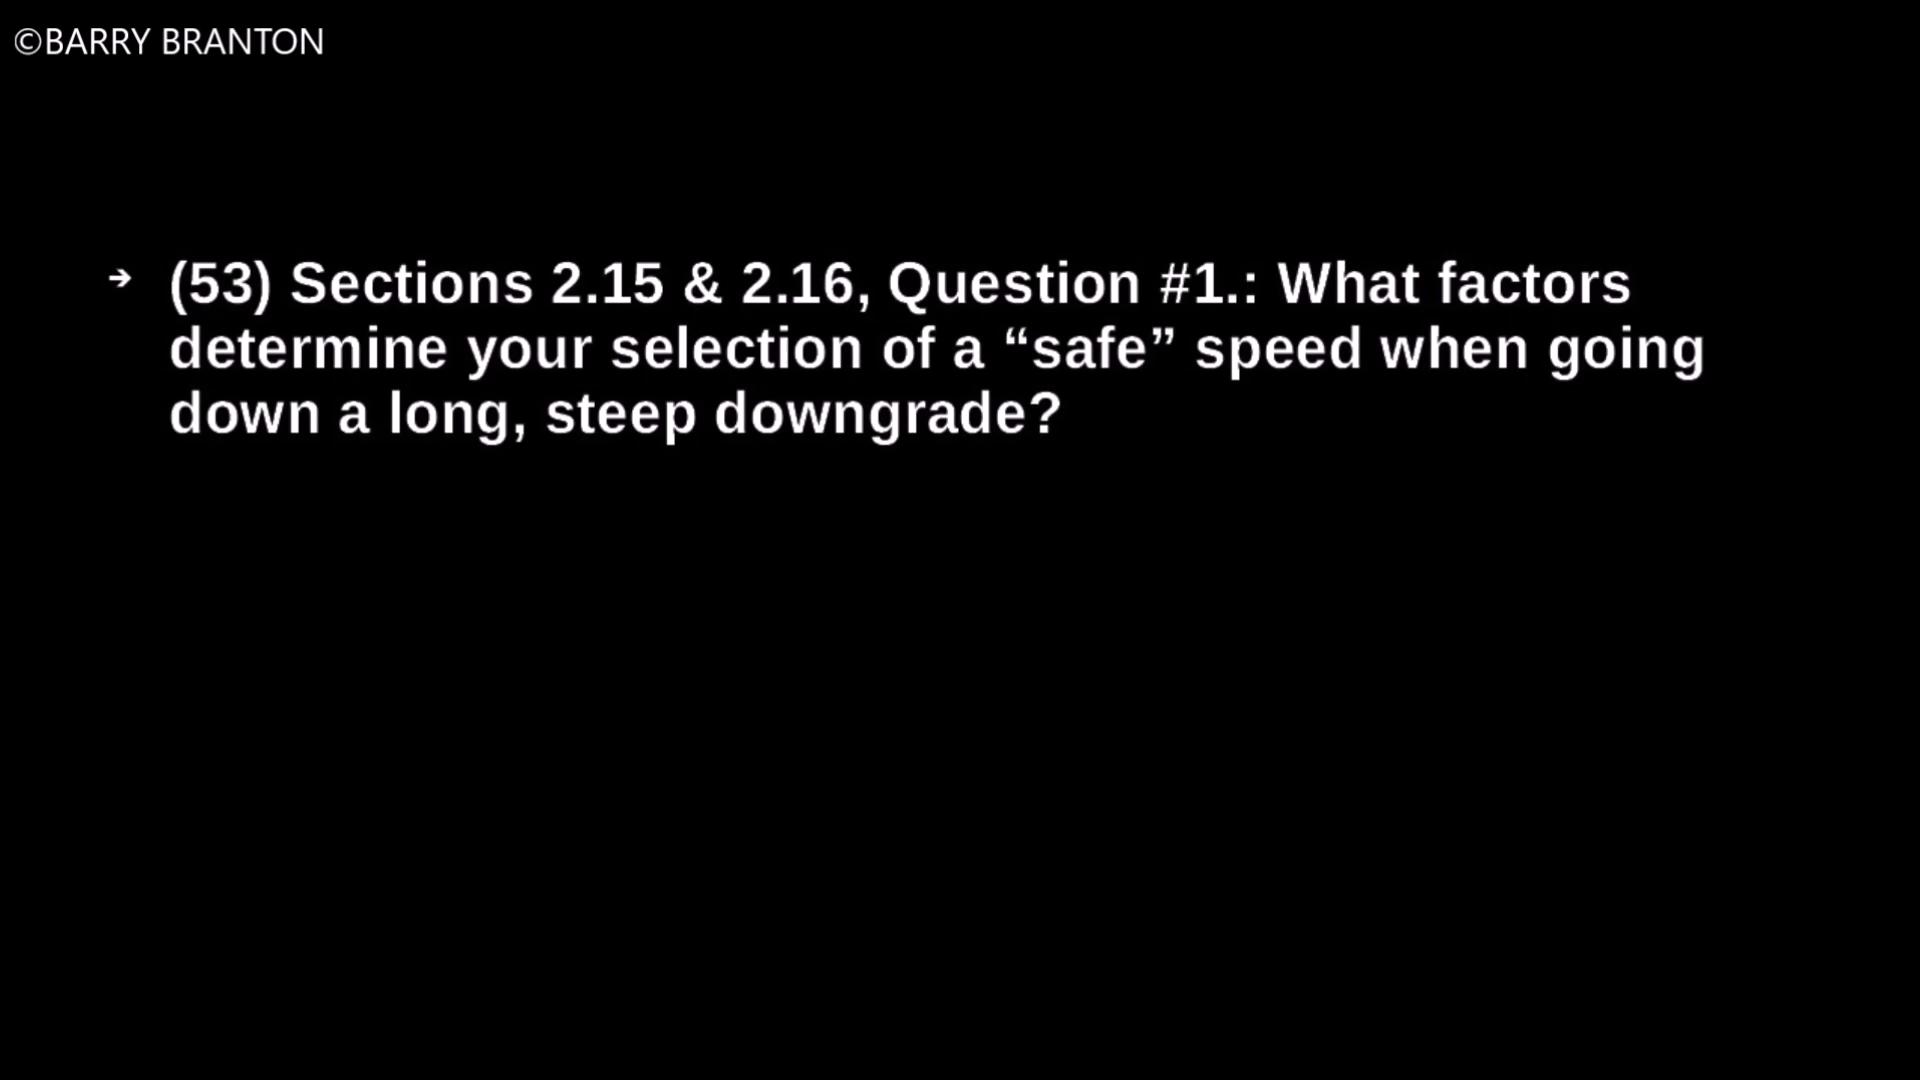 ©BARRY BRANTON
➔ (53) Sections 2.15 & 2.16, Question #1.: What factors
determine your selection of a “safe” speed when going
down a long, steep downgrade?